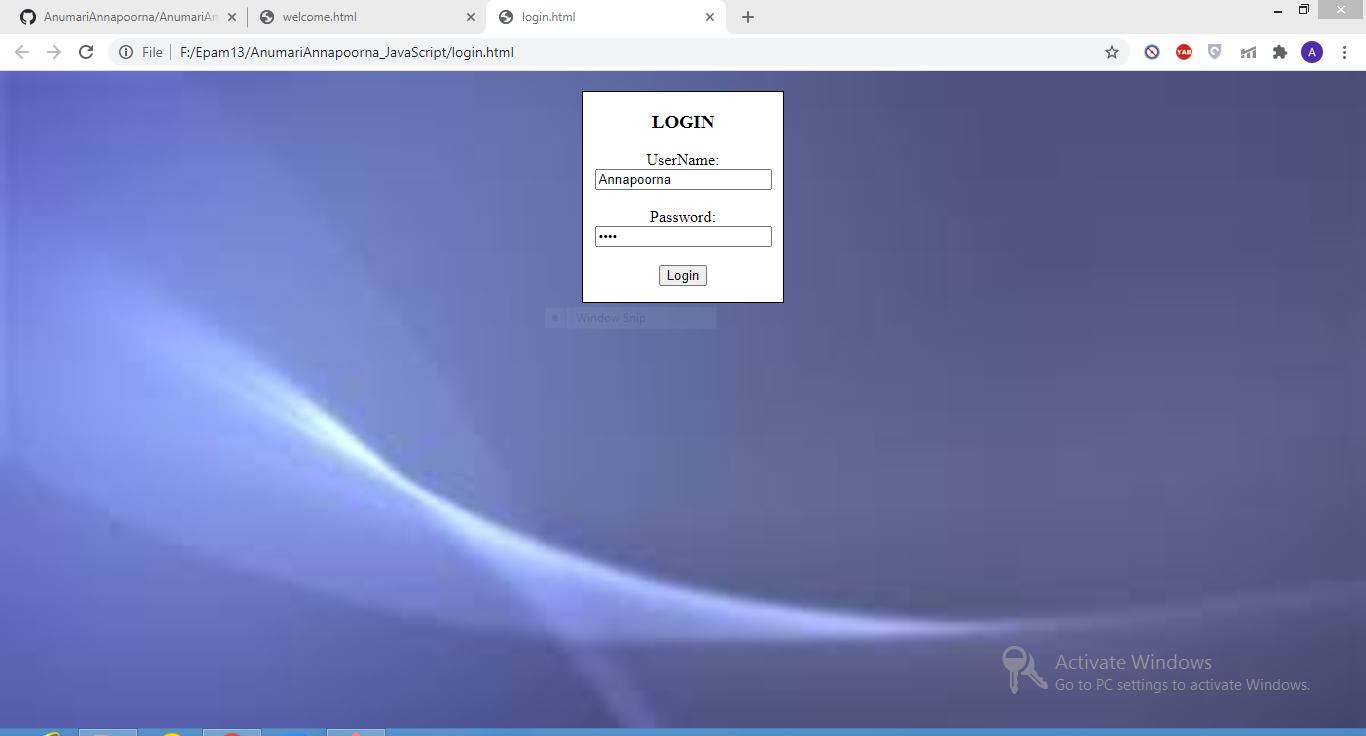 AnumariAnnapoorna/AnumariAn
welcome.html
login.html
File
F:/Epam13/AnumariAnnapoorna_JavaScript/login.html
YAB
A
LOGIN
UserName:
Annapoorna
Password:
••••
Login
Window Snip
Activate Windows
Go to PC settings to activate Windows.